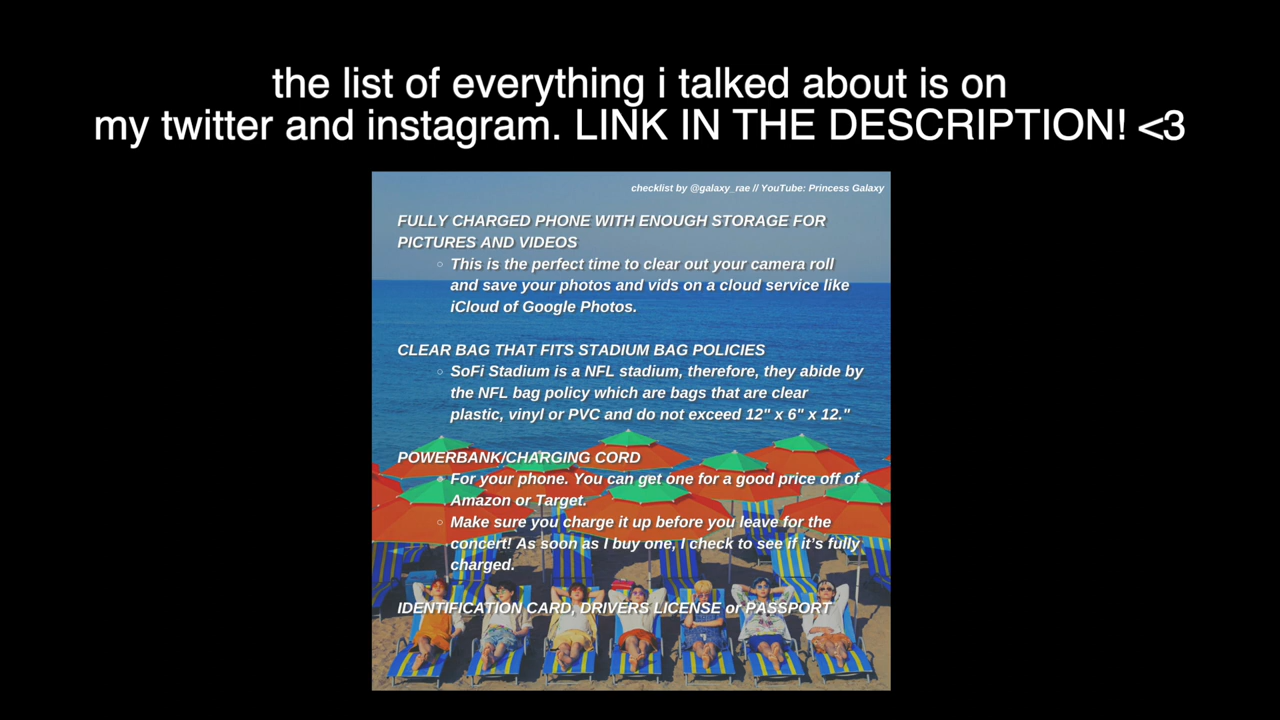 the list of everything i talked about is on
my twitter and instagram. LINK IN THE DESCRIPTION! <3
checklist by @galaxy_rae // YouTube: Princess Galaxy
FULLY CHARGED PHONE WITH ENOUGH STORAGE FOR
PICTURES AND VIDEOS
◦ This is the perfect time to clear out your camera roll
and save your photos and vids on a cloud service like
iCloud of Google Photos.
CLEAR BAG THAT FITS STADIUM BAG POLICIES
◦ SoFi Stadium is a NFL stadium, therefore, they abide by
the NFL bag policy which are bags that are clear
plastic, vinyl or PVC and do not exceed 12" x 6" x 12."
POWERBANK/CHARGING CORD
◦ For your phone. You can get one for a good price off of
Amazon or Target.
◦ Make sure you charge it up before you leave for the
concert! As soon as I buy one, I check to see if it's fully
charged.
IDENTIFICATION CARD, DRIVERS LICENSE or PASSPORT